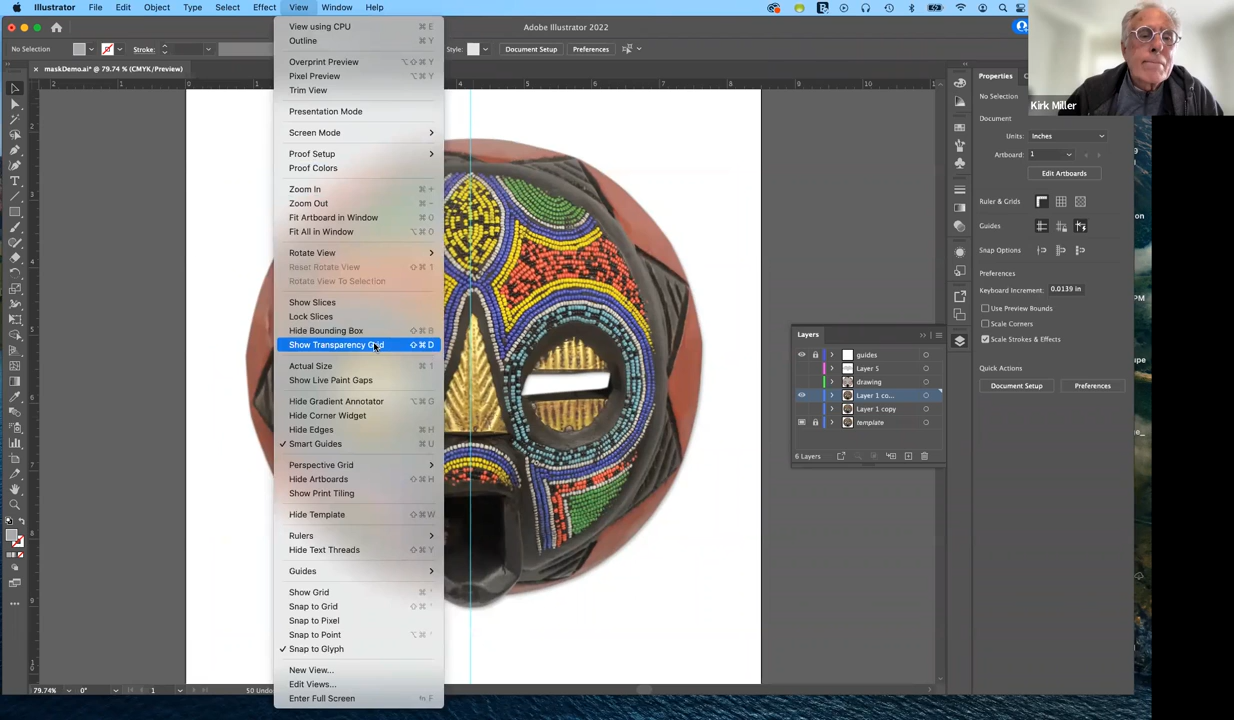 Illustrator File Edit Object Type Select Effect View Window Help
Adobe Illustrator 2022
No Selection Stroke: Style: Document Setup Preferences
maskDemo.ai* @ 79.74 % (CMYK/Preview)
View using CPU ⌘ E
Outline ⌘ Y
Overprint Preview ⌥⇧⌘ Y
Pixel Preview ⌥⌘ Y
Trim View
Presentation Mode
Screen Mode
Proof Setup
Proof Colors
Zoom In ⌘ +
Zoom Out ⌘ −
Fit Artboard in Window ⌘ 0
Fit All in Window ⌥⌘ 0
Rotate View
Reset Rotate View ⇧⌘ 1
Rotate View To Selection
Show Slices
Lock Slices
Hide Bounding Box ⇧⌘ B
Show Transparency Grid ⇧⌘ D
Actual Size ⌘ 1
Show Live Paint Gaps
Hide Gradient Annotator ⌥⌘ G
Hide Corner Widget
Hide Edges ⌘ H
✓ Smart Guides ⌘ U
Perspective Grid
Hide Artboards ⇧⌘ H
Show Print Tiling
Hide Template ⇧⌘ W
Rulers
Hide Text Threads ⇧⌘ Y
Guides
Show Grid ⌘ '
Snap to Grid ⇧⌘ '
Snap to Pixel
Snap to Point ⌥⌘ '
✓ Snap to Glyph
New View...
Edit Views...
Enter Full Screen F
Layers
guides
Layer 5
drawing
Layer 1 co...
Layer 1 copy
template
6 Layers
Kirk Miller
Properties
No Selection
Document
Units: Inches
Artboard: 1
Edit Artboards
Ruler & Grids
Guides
Snap Options
Preferences
Keyboard Increment: 0.0139 in
Use Preview Bounds
Scale Corners
Scale Strokes & Effects
Quick Actions
Document Setup Preferences
79.74% 0° 1 50 Undo